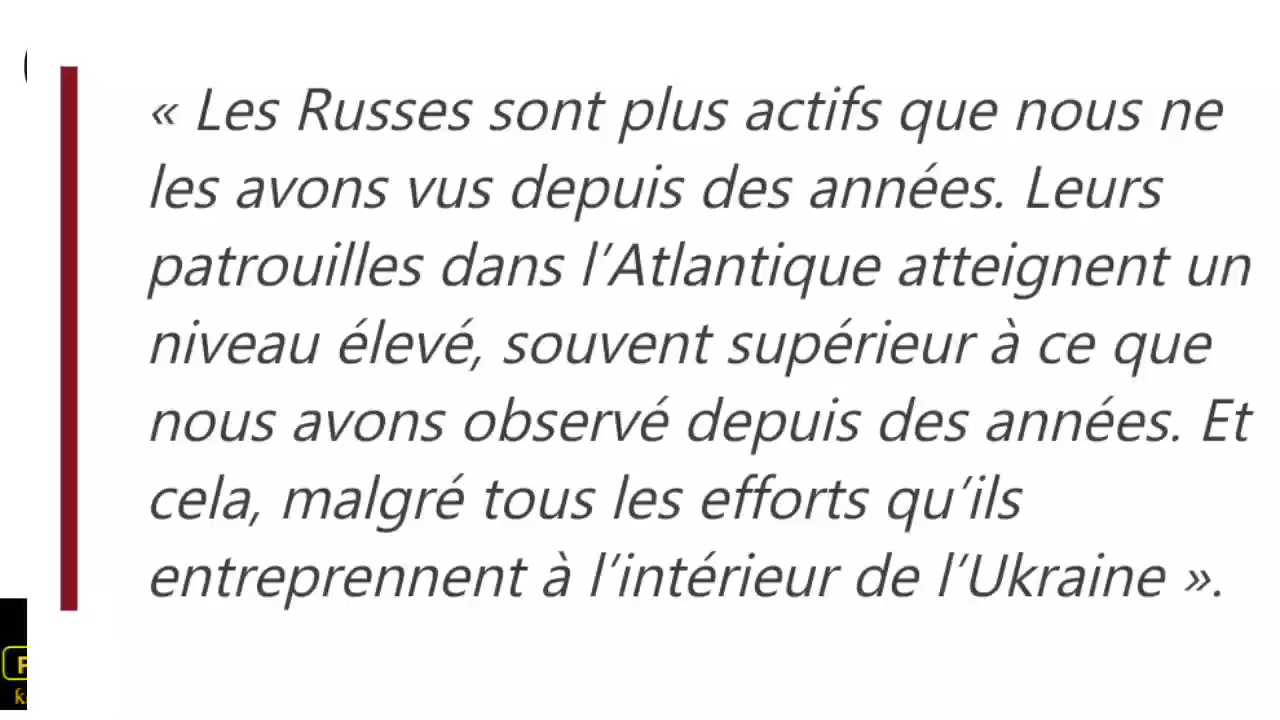 « Les Russes sont plus actifs que nous ne
les avons vus depuis des années. Leurs
patrouilles dans l’Atlantique atteignent un
niveau élevé, souvent supérieur à ce que
nous avons observé depuis des années. Et
cela, malgré tous les efforts qu’ils
entreprennent à l’intérieur de l’Ukraine ».